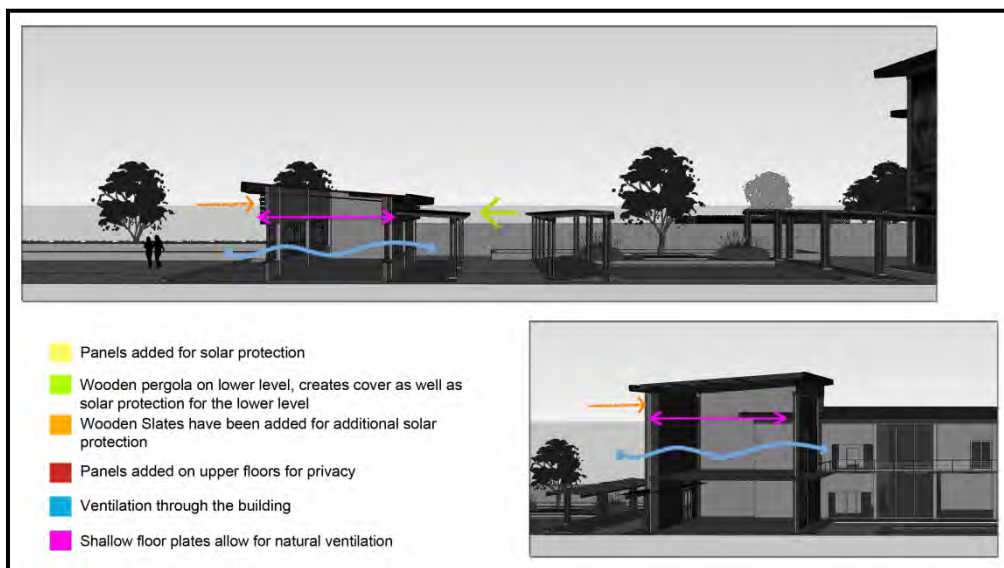 Panels added for solar protection
Wooden pergola on lower level, creates cover as well as
solar protection for the lower level
Wooden Slates have been added for additional solar
protection
Panels added on upper floors for privacy
Ventilation through the building
Shallow floor plates allow for natural ventilation